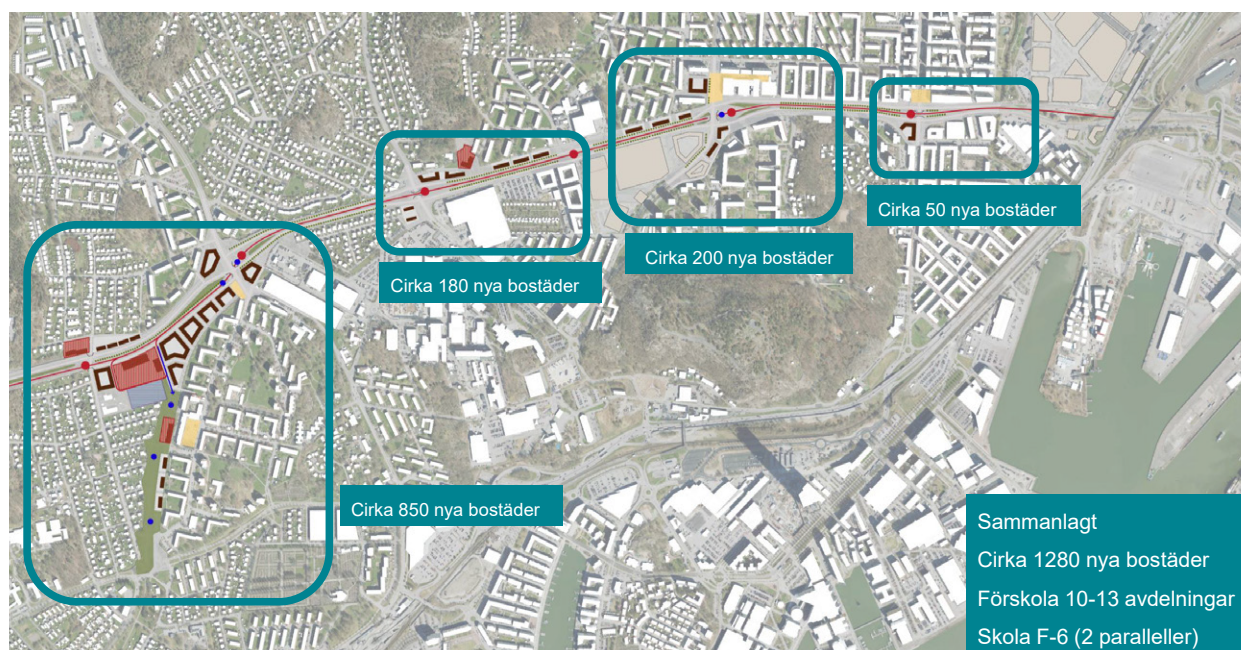 Cirka 50 nya bostäder
Cirka 200 nya bostäder
Cirka 180 nya bostäder
Cirka 850 nya bostäder
Sammanlagt
Cirka 1280 nya bostäder
Förskola 10-13 avdelningar
Skola F-6 (2 paralleller)